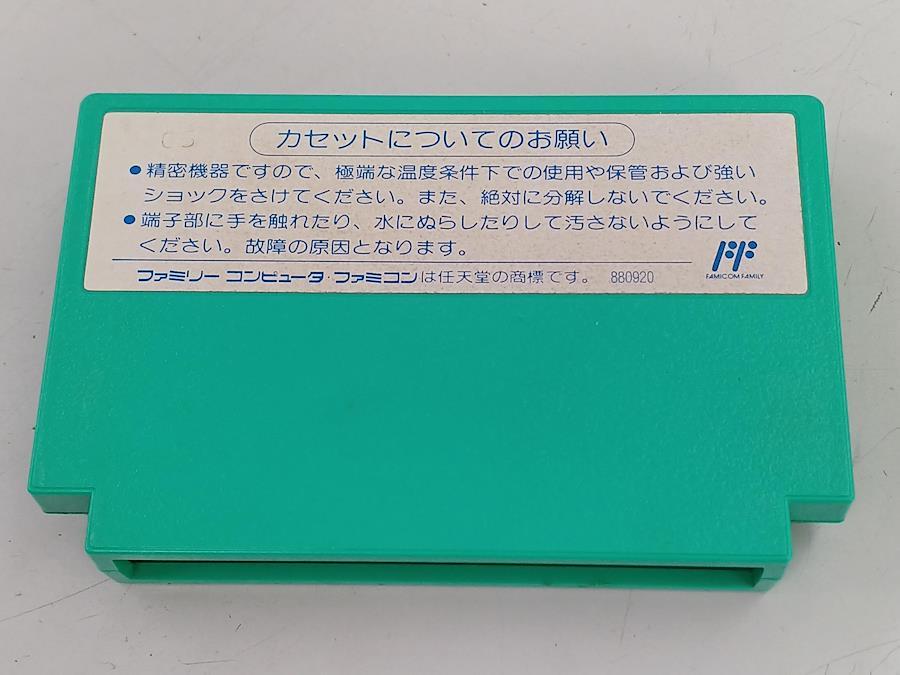 カセットについてのお願い
●精密機器ですので、極端な温度条件下での使用や保管および強い
ショックをさけてください。また、絶対に分解しないでください。
●端子部に手を触れたり、水にぬらしたりして汚さないようにして
ください。故障の原因となります。
FAMICOM FAMILY
ファミリー コンピュータ・ファミコンは任天堂の商標です。 880920